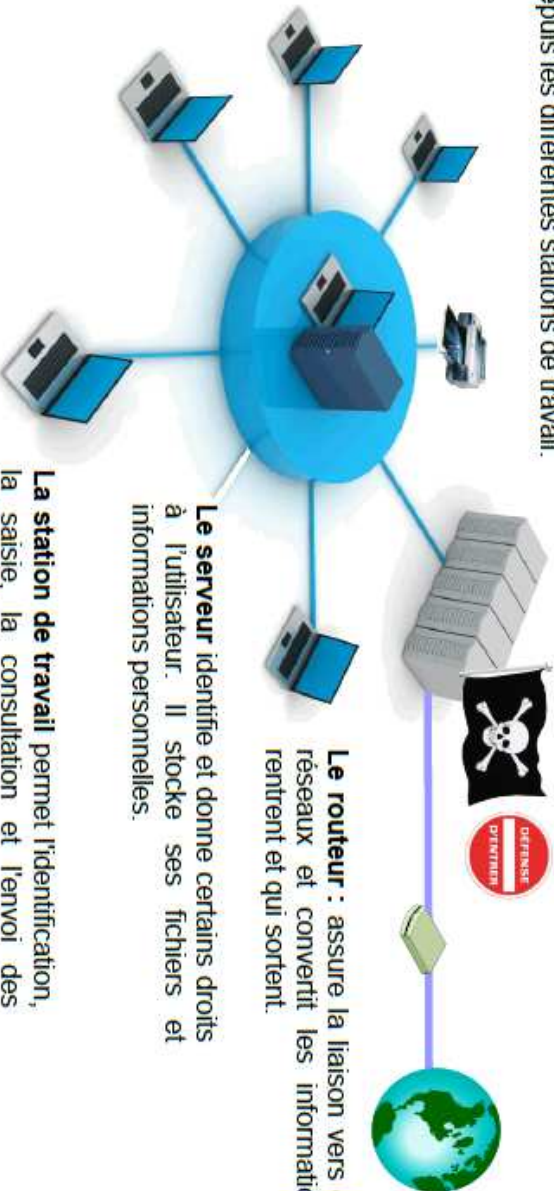 depuis les différentes stations de travail.
DÉFENSE
D'ENTRER
Le routeur : assure la liaison vers
réseaux et convertit les
rentrent et qui sortent.
Le serveur identifie et donne certains droits
à l'utilisateur. Il stocke ses fichiers et
informations personnelles.
La station de travail permet l'identification,
la saisie, la consultation et l'envoi des